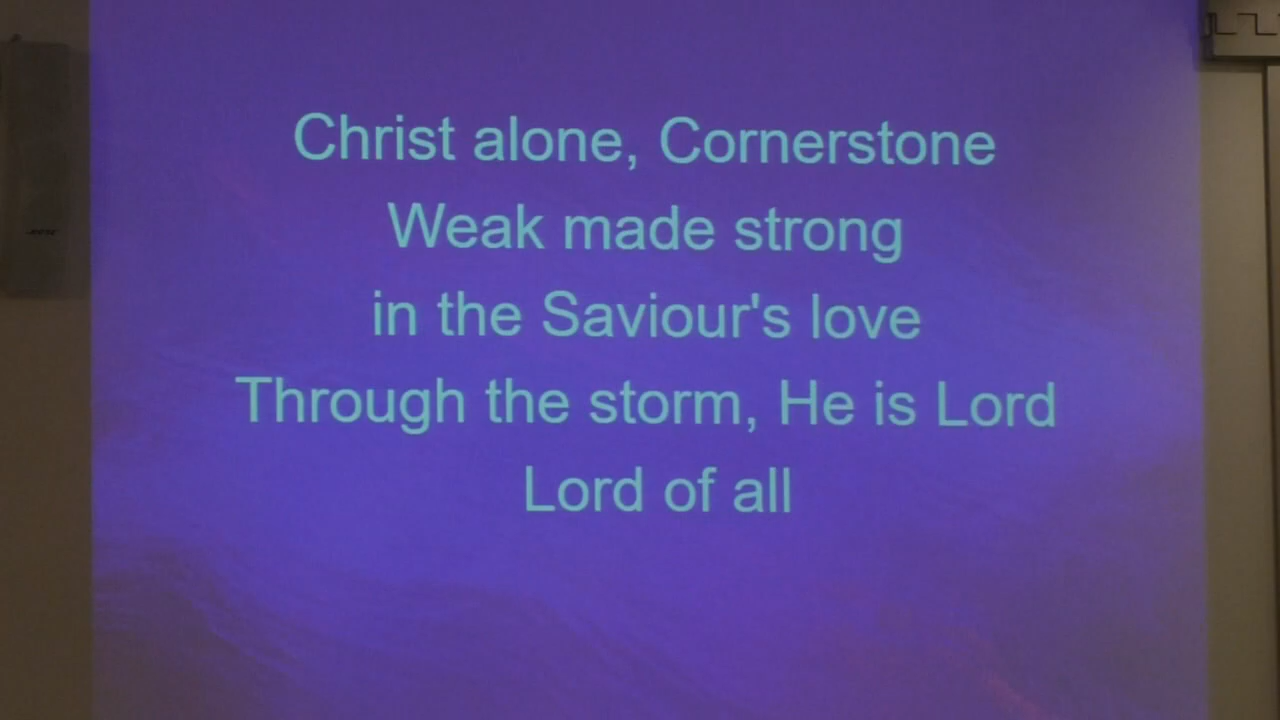 Christ alone, Cornerstone
Weak made strong
in the Saviour's love
Through the storm, He is Lord
Lord of all